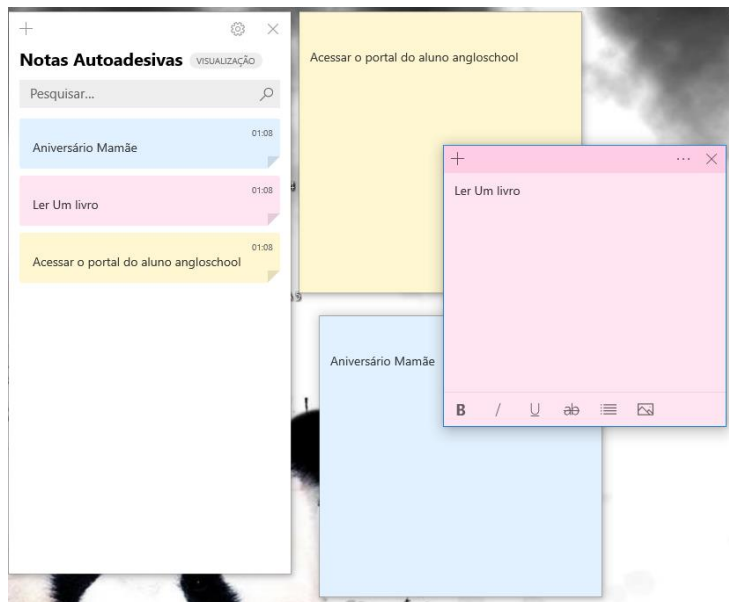 Notas Autoadesivas VISUALIZAÇÃO
Pesquisar...
01:08
Aniversário Mamãe
01:08
Ler Um livro
01:08
Acessar o portal do aluno angloschool
Acessar o portal do aluno angloschool
Ler Um livro
B / U ab
Aniversário Mamãe